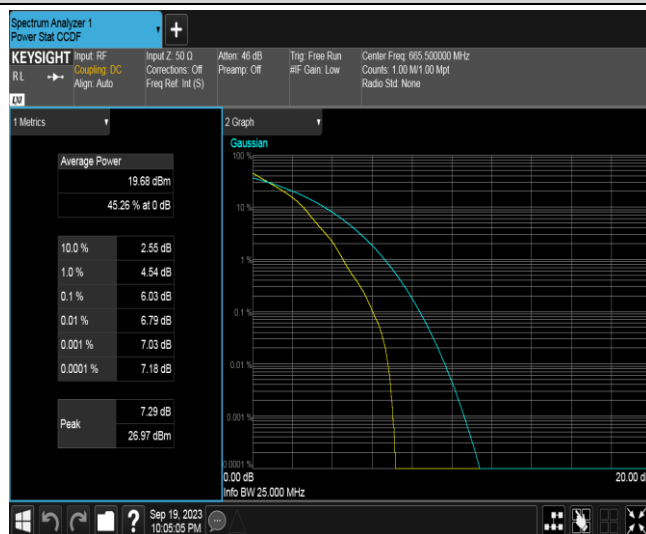 Spectrum Analyzer 1
Power Stat CCDF
+
KEYSIGHT
RL
LXI
Input: RF
Coupling: DC
Align: Auto
Input Z: 50 Ω
Corrections: Off
Freq Ref: Int (S)
Atten: 46 dB
Preamp: Off
Trig: Free Run
#IF Gain: Low
Center Freq: 665.500000 MHz
Counts: 1.00 M/1.00 Mpt
Radio Std: None
1 Metrics
Average Power
19.68 dBm
45.26 % at 0 dB
10.0 % 2.55 dB
1.0 % 4.54 dB
0.1 % 6.03 dB
0.01 % 6.79 dB
0.001 % 7.03 dB
0.0001 % 7.18 dB
Peak
7.29 dB
26.97 dBm
2 Graph
Gaussian
100 %
10 %
1 %
0.1 %
0.01 %
0.001 %
0.0001 %
0.00 dB
20.00 d
Info BW 25.000 MHz
?
Sep 19, 2023
10:05:05 PM